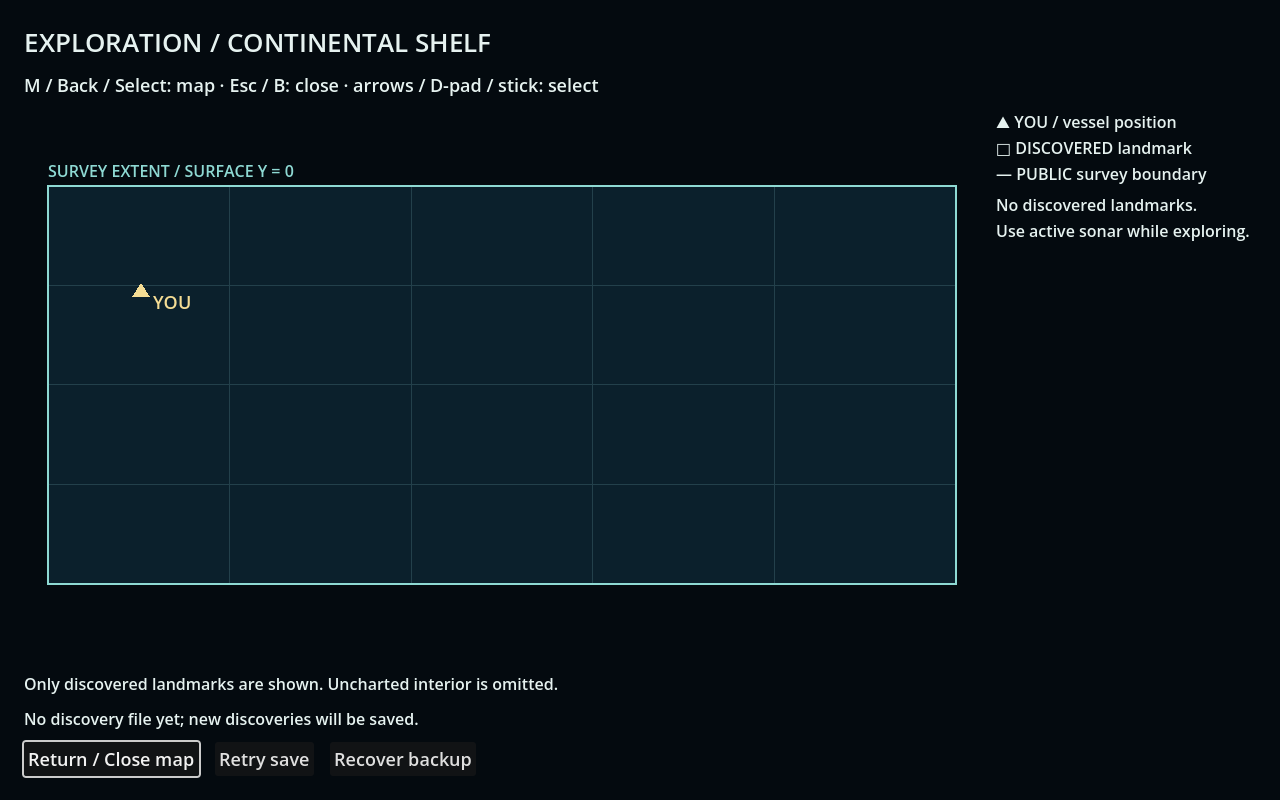 EXPLORATION / CONTINENTAL SHELF
M / Back / Select: map · Esc / B: close · arrows / D-pad / stick: select
▲ YOU / vessel position
□ DISCOVERED landmark
— PUBLIC survey boundary
No discovered landmarks.
Use active sonar while exploring.
SURVEY EXTENT / SURFACE Y = 0
YOU
Only discovered landmarks are shown. Uncharted interior is omitted.
No discovery file yet; new discoveries will be saved.
Return / Close map
Retry save
Recover backup